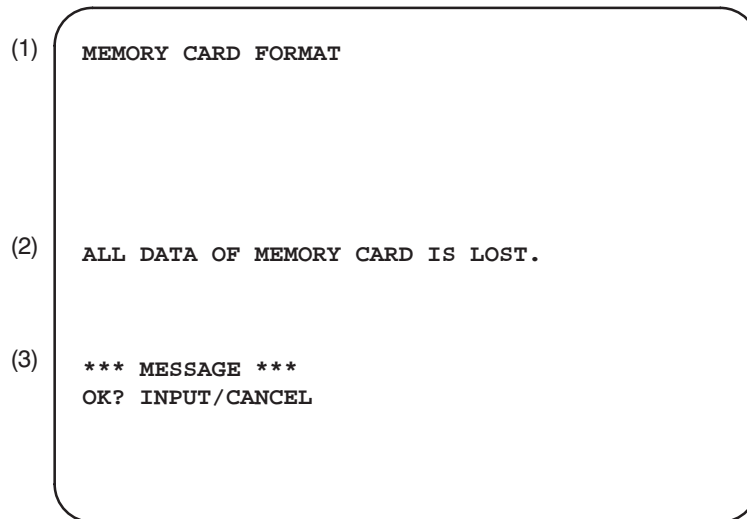 (1) MEMORY CARD FORMAT
(2) ALL DATA OF MEMORY CARD IS LOST.
(3) *** MESSAGE ***
OK? INPUT/CANCEL